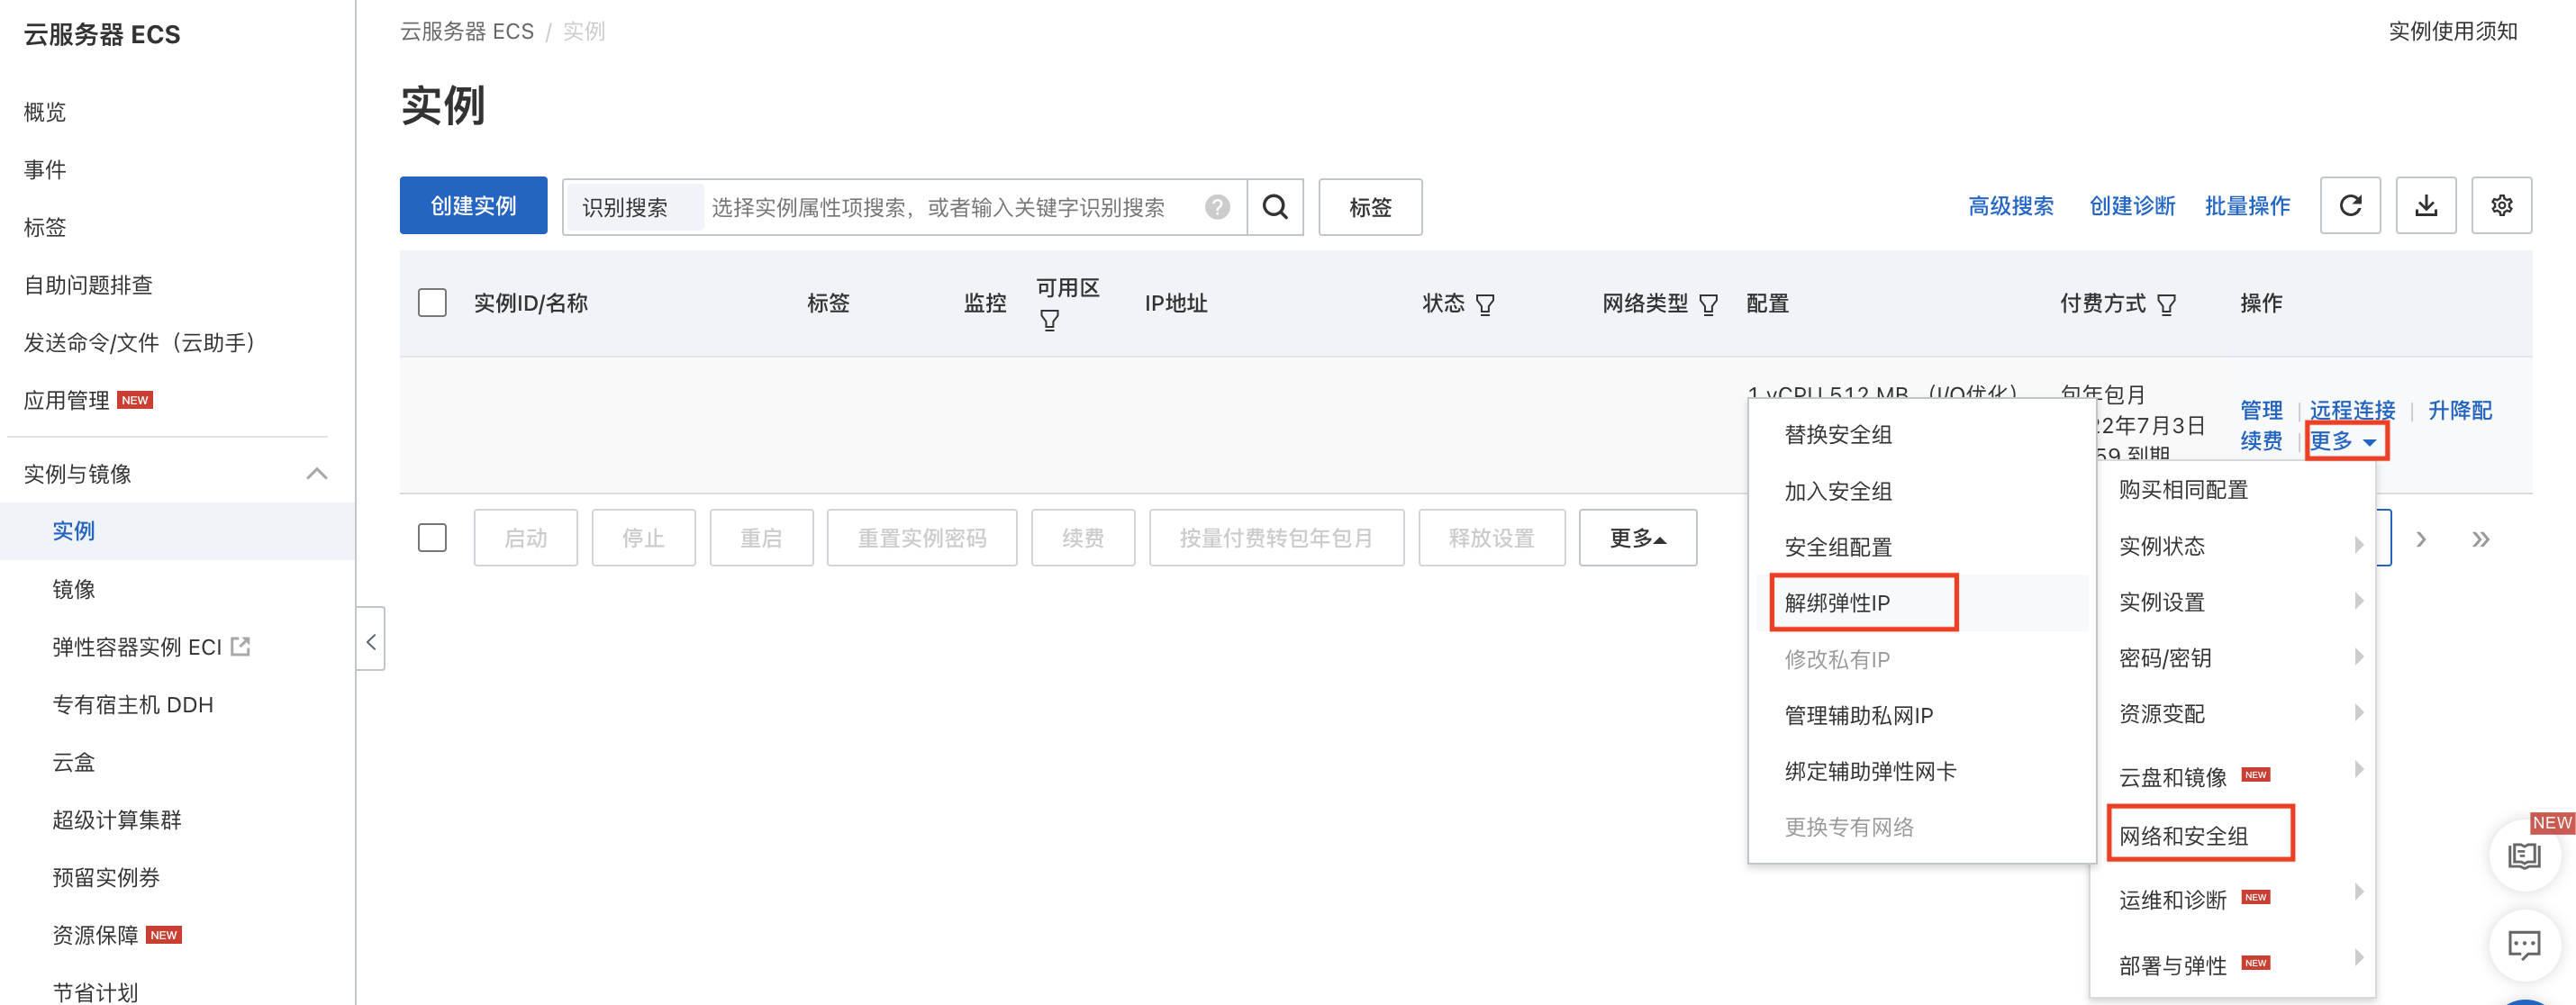 云服务器 ECS
概览
事件
标签
自助问题排查
发送命令/文件（云助手）
应用管理 NEW
实例与镜像
实例
镜像
弹性容器实例 ECI
专有宿主机 DDH
云盒
超级计算集群
预留实例券
资源保障 NEW
节省计划
云服务器 ECS / 实例
实例使用须知
实例
创建实例 识别搜索 选择实例属性项搜索，或者输入关键字识别搜索 ? 标签 高级搜索 创建诊断 批量操作
实例ID/名称 标签 监控 可用区 IP地址 状态 网络类型 配置 付费方式 操作
1 vCPU 512 MB （I/O优化） 包年包月
22年7月3日
59 到期
管理 远程连接 升降配
续费 更多
启动 停止 重启 重置实例密码 续费 按量付费转包年包月 释放设置 更多
替换安全组
加入安全组
安全组配置
解绑弹性IP
修改私有IP
管理辅助私网IP
绑定辅助弹性网卡
更换专有网络
购买相同配置
实例状态
实例设置
密码/密钥
资源变配
云盘和镜像 NEW
网络和安全组
运维和诊断 NEW
部署与弹性 NEW
NEW